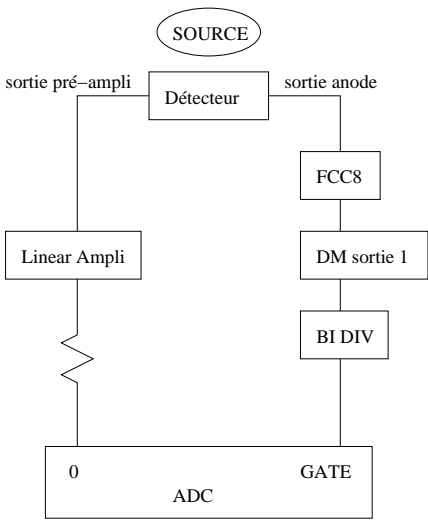 SOURCE
sortie pré−ampli
sortie anode
Détecteur
FCC8
Linear Ampli
DM sortie 1
BI DIV
0
GATE
ADC